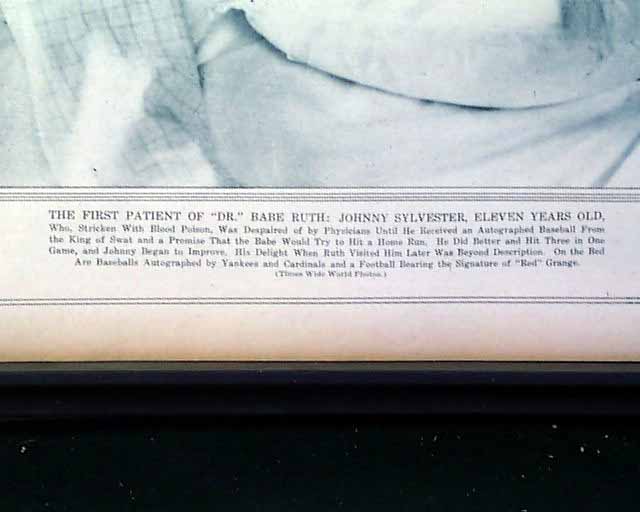 THE FIRST PATIENT OF "DR." BABE RUTH: JOHNNY SYLVESTER, ELEVEN YEARS OLD,
Who, Stricken With Blood Poison, Was Despaired of by Physicians Until He Received an Autographed Baseball From
the King of Swat and a Promise That the Babe Would Try to Hit a Home Run. He Did Better and Hit Three in One
Game, and Johnny Began to Improve. His Delight When Ruth Visited Him Later Was Beyond Description. On the Bed
Are Baseballs Autographed by Yankees and Cardinals and a Football Bearing the Signature of "Red" Grange.
(Times Wide World Photos.)